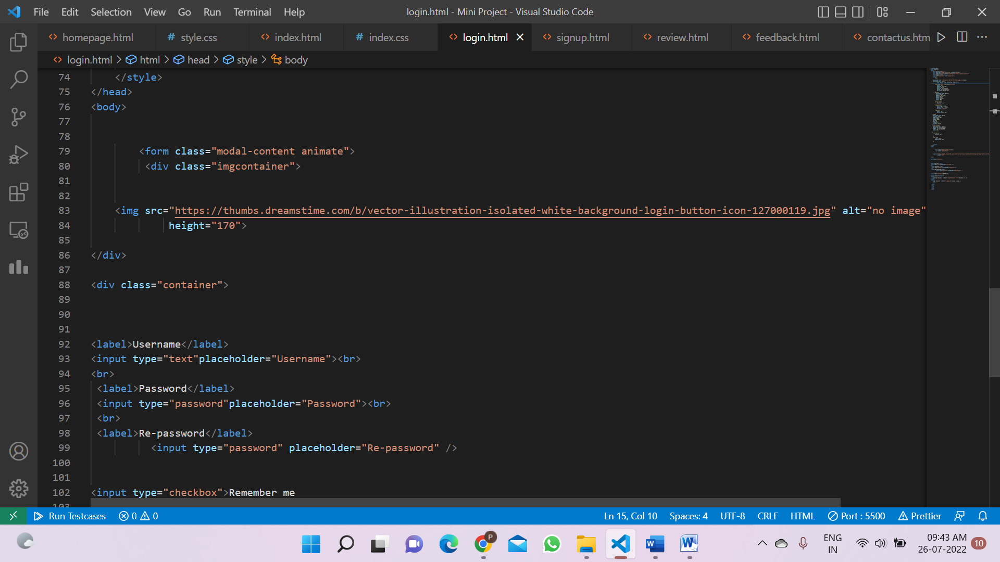 File Edit Selection View Go Run Terminal Help login.html - Mini Project - Visual Studio Code
homepage.html # style.css index.html # index.css login.html signup.html review.html feedback.html contactus.htm
login.html > html > head > style > body
74 </style>
75 </head>
76 <body>
77
78
79 <form class="modal-content animate">
80 <div class="imgcontainer">
81
82
83 <img src="https://thumbs.dreamstime.com/b/vector-illustration-isolated-white-background-login-button-icon-127000119.jpg" alt="no image"
84 height="170">
85
86 </div>
87
88 <div class="container">
89
90
91
92 <label>Username</label>
93 <input type="text"placeholder="Username"><br>
94 <br>
95 <label>Password</label>
96 <input type="password"placeholder="Password"><br>
97 <br>
98 <label>Re-password</label>
99 <input type="password" placeholder="Re-password" />
100
101
102 <input type="checkbox">Remember me
103
Run Testcases 0 0 Ln 15, Col 10 Spaces: 4 UTF-8 CRLF HTML Port : 5500 Prettier
P W W ENG IN 09:43 AM 26-07-2022 10